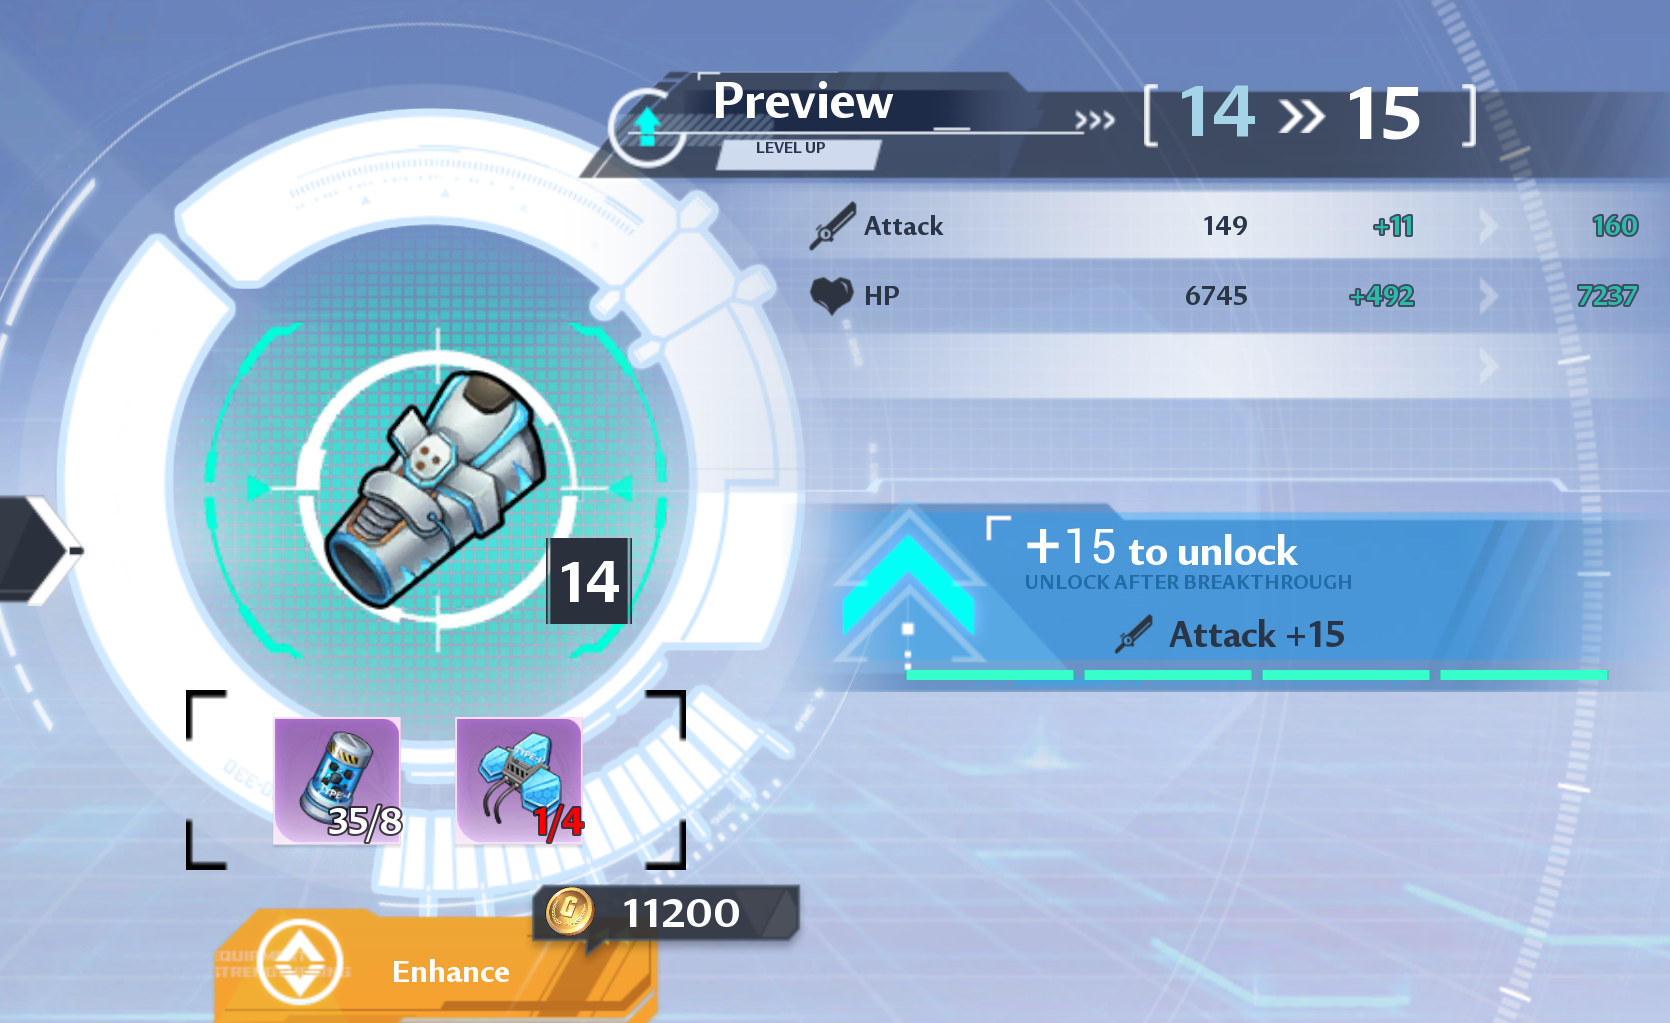 Preview
LEVEL UP
[ 14 >> 15 ]
Attack 149 +11 160
HP 6745 +492 7237
+15 to unlock
UNLOCK AFTER BREAKTHROUGH
Attack +15
14
35/8
1/4
11200
Enhance